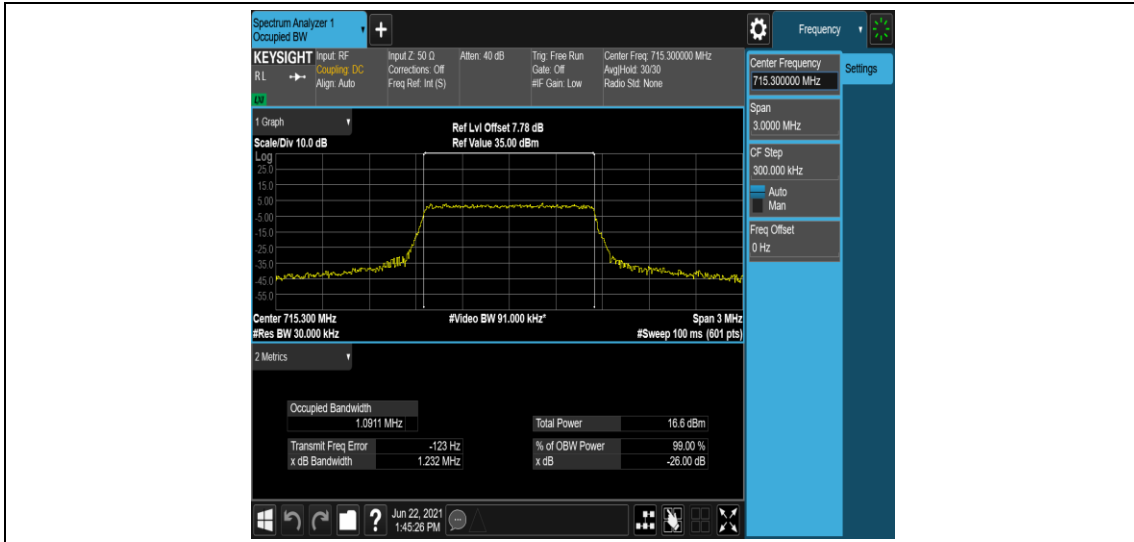 Spectrum Analyzer 1
Occupied BW
Frequency
KEYSIGHT
RL
LXI
Input: RF
Coupling: DC
Align: Auto
Input Z: 50 Ω
Corrections: Off
Freq Ref: Int (S)
Atten: 40 dB
Trig: Free Run
Gate: Off
#IF Gain: Low
Center Freq: 715.300000 MHz
Avg|Hold: 30/30
Radio Std: None
Center Frequency
715.300000 MHz
Settings
Span
3.0000 MHz
CF Step
300.000 kHz
Auto
Man
Freq Offset
0 Hz
1 Graph
Scale/Div 10.0 dB
Ref Lvl Offset 7.78 dB
Ref Value 35.00 dBm
Log
25.0
15.0
5.00
-5.00
-15.0
-25.0
-35.0
-45.0
-55.0
Center 715.300 MHz
#Res BW 30.000 kHz
#Video BW 91.000 kHz*
Span 3 MHz
#Sweep 100 ms (601 pts)
2 Metrics
Occupied Bandwidth
1.0911 MHz
Transmit Freq Error -123 Hz
x dB Bandwidth 1.232 MHz
Total Power 16.6 dBm
% of OBW Power 99.00 %
x dB -26.00 dB
?
Jun 22, 2021
1:45:26 PM